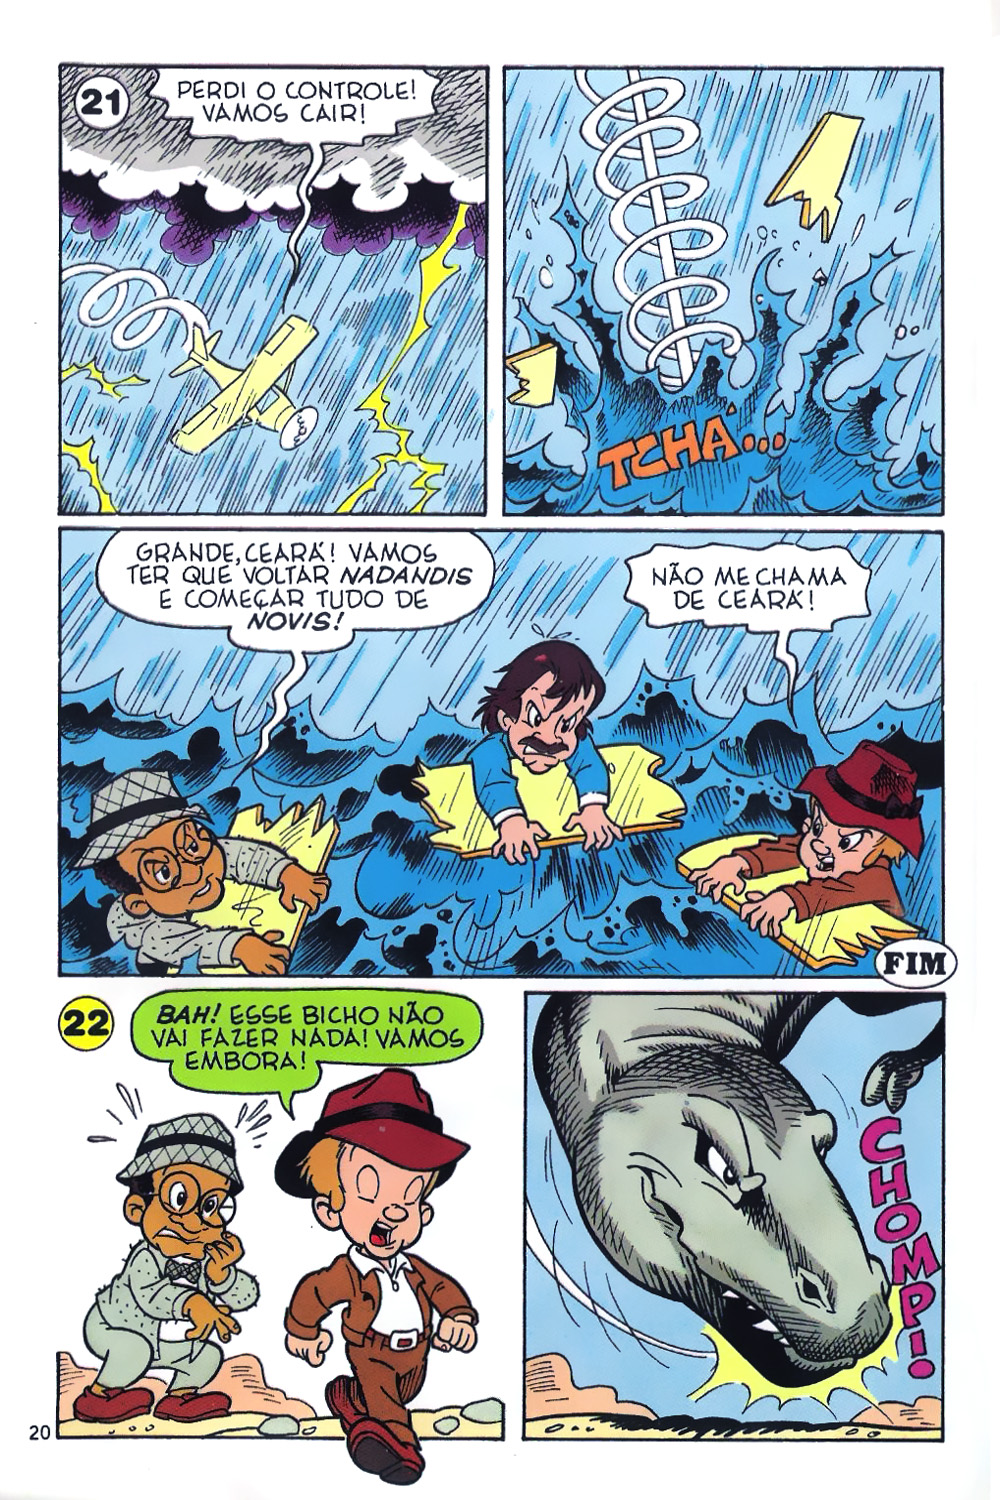 21
PERDI O CONTROLE!
VAMOS CAIR!
TCHÁ...
GRANDE, CEARÁ! VAMOS
TER QUE VOLTAR NADANDIS
E COMEÇAR TUDO DE
NOVIS!
NÃO ME CHAMA
DE CEARÁ!
FIM
22
BAH! ESSE BICHO NÃO
VAI FAZER NADA! VAMOS
EMBORA!
CHOMP!
20